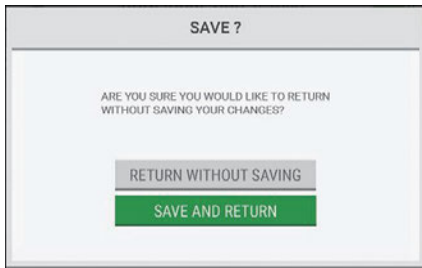 SAVE ?
ARE YOU SURE YOU WOULD LIKE TO RETURN
WITHOUT SAVING YOUR CHANGES?
RETURN WITHOUT SAVING
SAVE AND RETURN